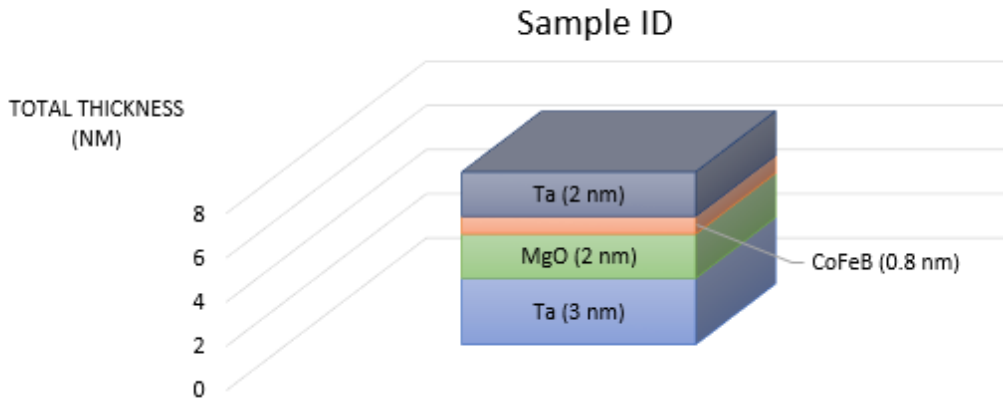 Sample ID
TOTAL THICKNESS
(NM)
8
6
4
2
0
Ta (2 nm)
MgO (2 nm)
CoFeB (0.8 nm)
Ta (3 nm)